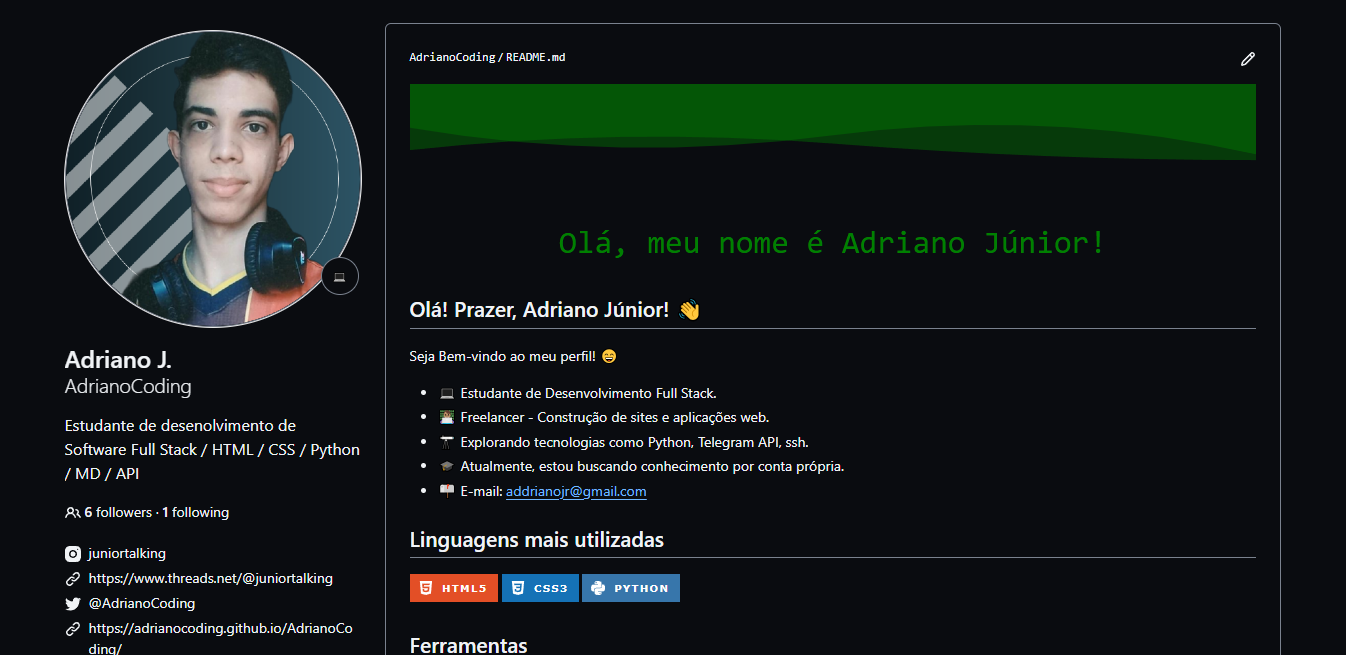 Adriano J.
AdrianoCoding
Estudante de desenolvimento de
Software Full Stack / HTML / CSS / Python
/ MD / API
6 followers · 1 following
juniortalking
https://www.threads.net/@juniortalking
@AdrianoCoding
https://adrianocoding.github.io/AdrianoCo
ding/
AdrianoCoding / README.md
Olá, meu nome é Adriano Júnior!
Olá! Prazer, Adriano Júnior! 👋
Seja Bem-vindo ao meu perfil! 😄
💻 Estudante de Desenvolvimento Full Stack.
Freelancer - Construção de sites e aplicações web.
🔭 Explorando tecnologias como Python, Telegram API, ssh.
🎓 Atualmente, estou buscando conhecimento por conta própria.
📫 E-mail: addrianojr@gmail.com
Linguagens mais utilizadas
HTML5 CSS3 PYTHON
Ferramentas